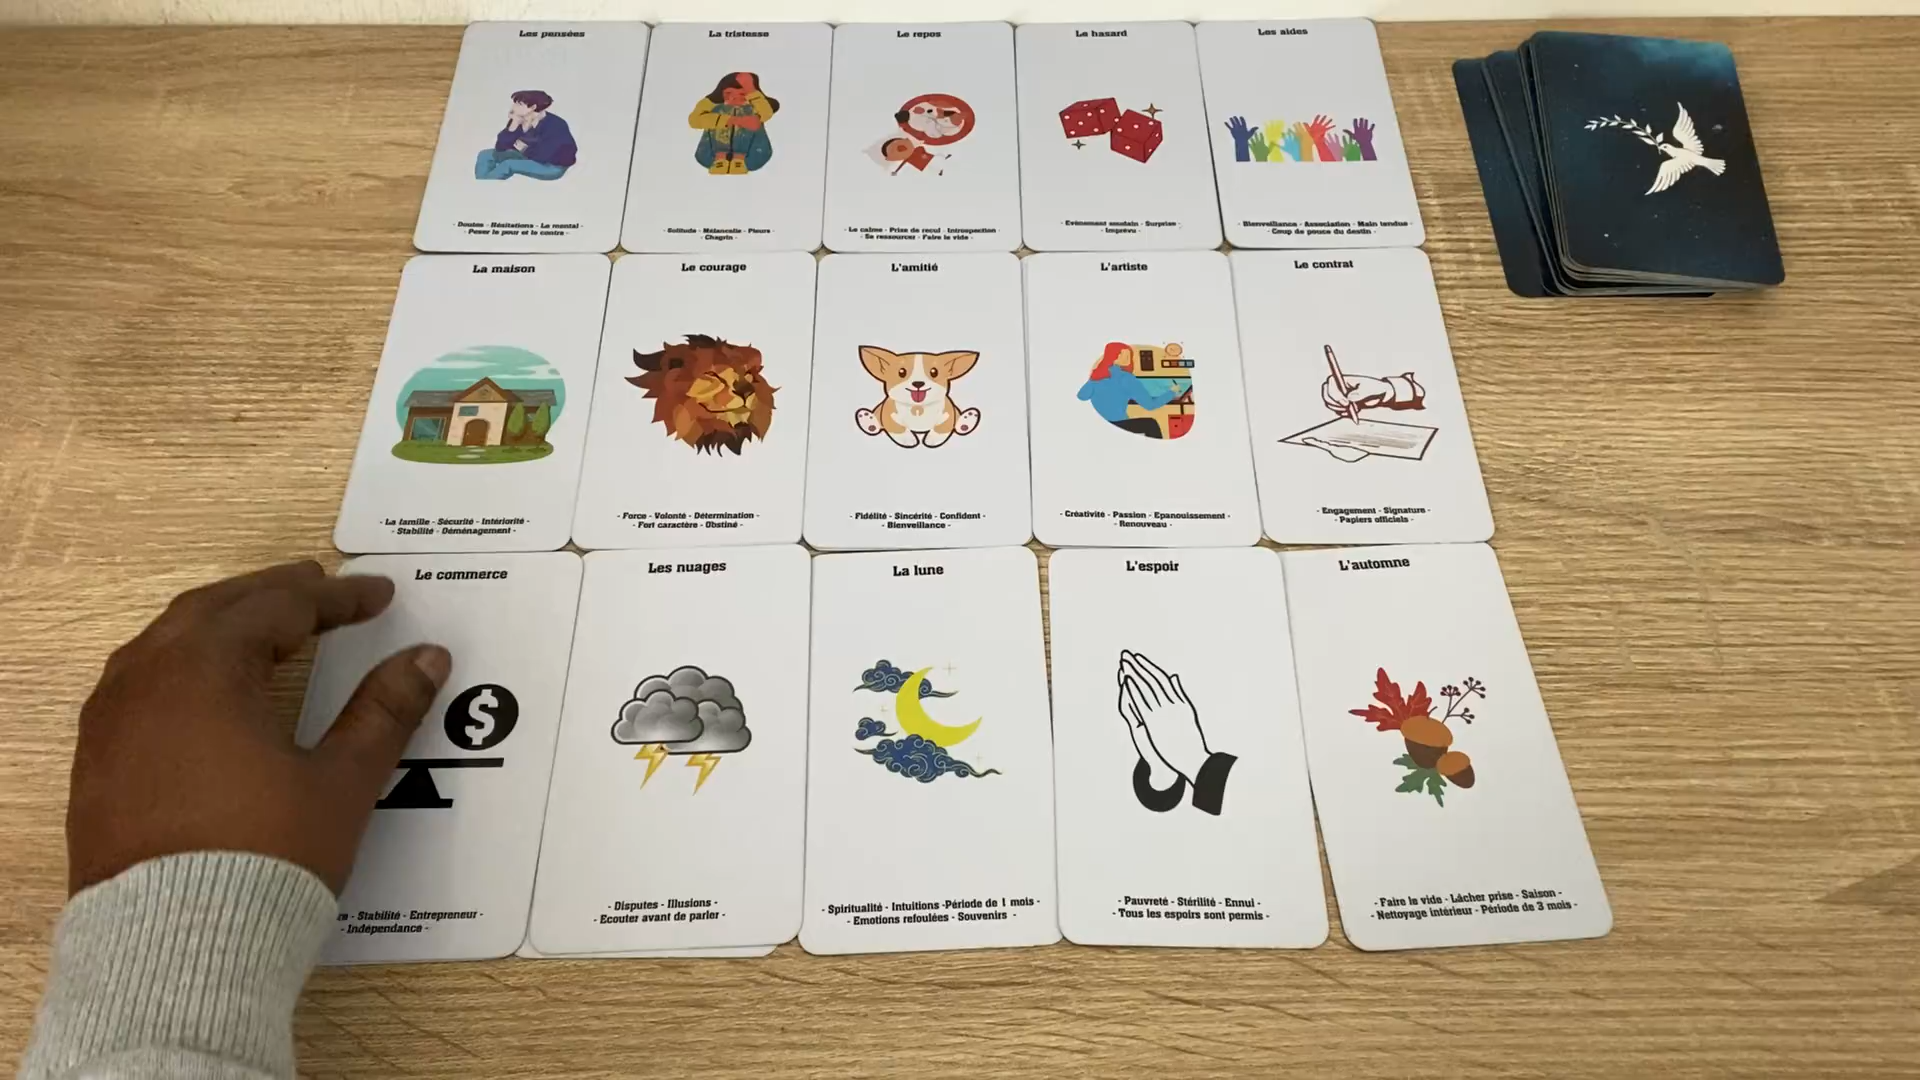 Les pensées
- Doutes - Hésitations - Le mental -
- Peser le pour et le contre -
La tristesse
- Solitude - Mélancolie - Pleurs -
- Chagrin -
Le repos
- Le calme - Prise de recul - Introspection -
- Se ressourcer - Faire le vide -
Le hasard
- Evènement soudain - Surprise -
- Imprévu -
Les aides
- Bienveillance - Association - Main tendue -
- Coup de pouce du destin -
La maison
- La famille - Sécurité - Intériorité -
- Stabilité - Déménagement -
Le courage
- Force - Volonté - Détermination -
- Fort caractère - Obstiné -
L'amitié
- Fidélité - Sincérité - Confident -
- Bienveillance -
L'artiste
- Créativité - Passion - Epanouissement -
- Renouveau -
Le contrat
- Engagement - Signature -
- Papiers officiels -
Le commerce
$
- Stabilité - Entrepreneur -
- Indépendance -
Les nuages
- Disputes - Illusions -
- Ecouter avant de parler -
La lune
- Spiritualité - Intuitions -Période de 1 mois -
- Emotions refoulées - Souvenirs -
L'espoir
- Pauvreté - Stérilité - Ennui -
- Tous les espoirs sont permis -
L'automne
- Faire le vide - Lâcher prise - Saison -
- Nettoyage intérieur - Période de 3 mois -